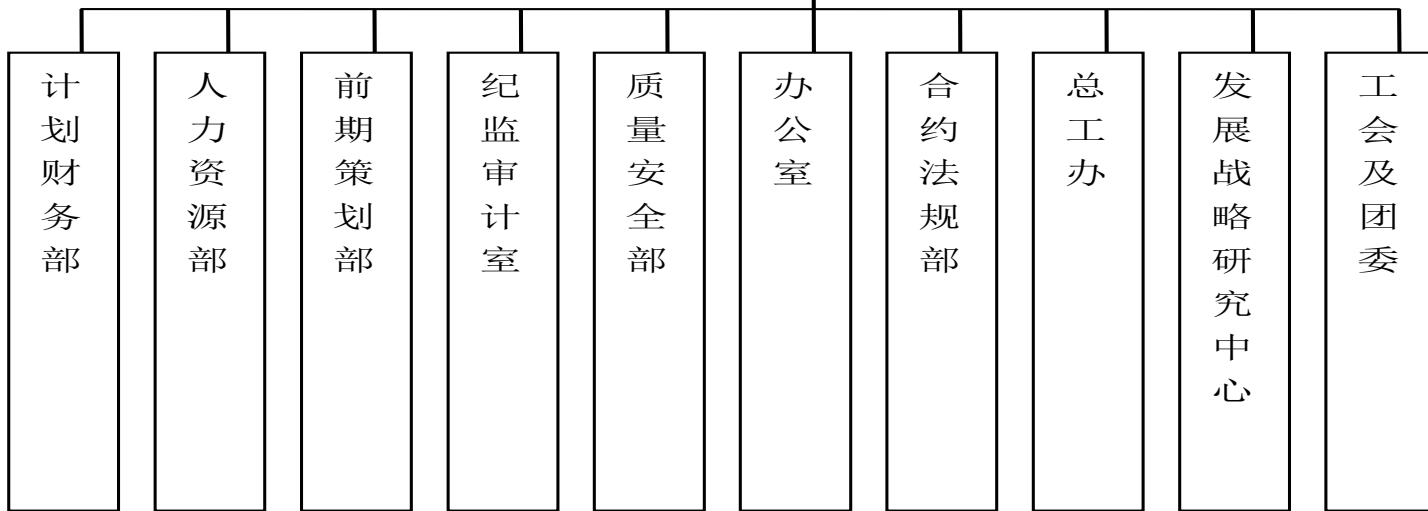 计划财务部
人力资源部
前期策划部
纪监审计室
质量安全部
办公室
合约法规部
总工办
发展战略研究中心
工会及团委